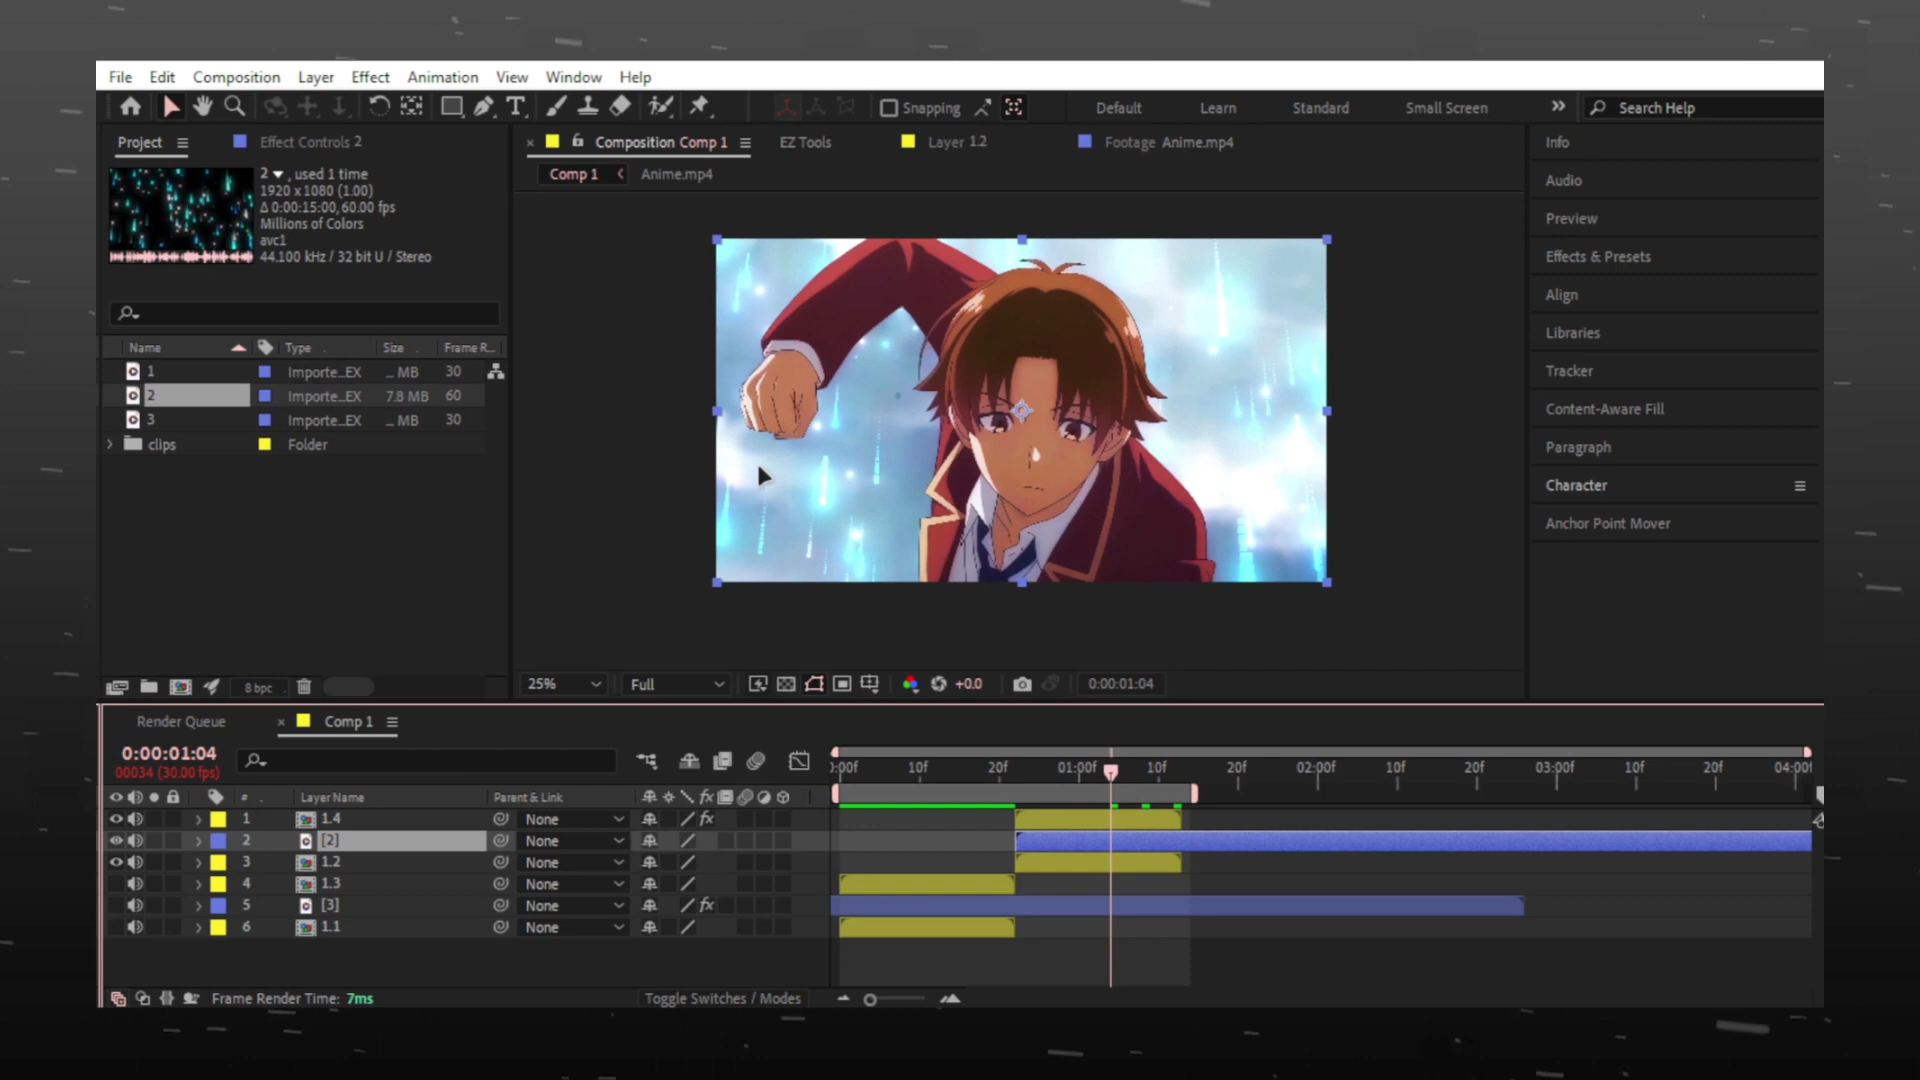 File Edit Composition Layer Effect Animation View Window Help
Snapping Default Learn Standard Small Screen » Search Help
Project Effect Controls 2
2 , used 1 time
1920 x 1080 (1.00)
Δ 0:00:15:00, 60.00 fps
Millions of Colors
avc1
44.100 kHz / 32 bit U / Stereo
Name Type Size Frame R...
1 Importe...EX ... MB 30
2 Importe...EX 7.8 MB 60
3 Importe...EX ... MB 30
clips Folder
8 bpc
× Composition Comp 1 EZ Tools Layer 1.2 Footage Anime.mp4
Comp 1 Anime.mp4
25% Full +0.0 0:00:01:04
Info
Audio
Preview
Effects & Presets
Align
Libraries
Tracker
Content-Aware Fill
Paragraph
Character
Anchor Point Mover
Render Queue × Comp 1
0:00:01:04
00034 (30.00 fps)
):00f 10f 20f 01:00f 10f 20f 02:00f 10f 20f 03:00f 10f 20f 04:00f
# Layer Name Parent & Link fx
1 1.4 None fx
2 [2] None
3 1.2 None
4 1.3 None
5 [3] None fx
6 1.1 None
Frame Render Time: 7ms Toggle Switches / Modes